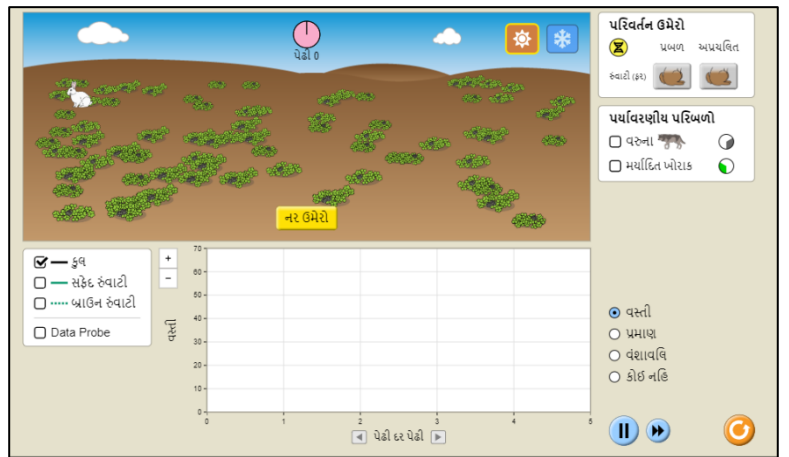 પેઢી 0
નર ઉમેરો
પરિવર્તન ઉમેરો
પ્રબળ અપ્રચલિત
રુંવાટી (ફર)
પર્યાવરણીય પરિબળો
વરુના
મર્યાદિત ખોરાક
કુલ
સફેદ રુંવાટી
બ્રાઉન રુંવાટી
Data Probe
+
−
વસ્તી
70
60
50
40
30
20
10
0
0 1 2 3 4 5
પેઢી દર પેઢી
વસ્તી
પ્રમાણ
વંશાવલિ
કોઈ નહિ